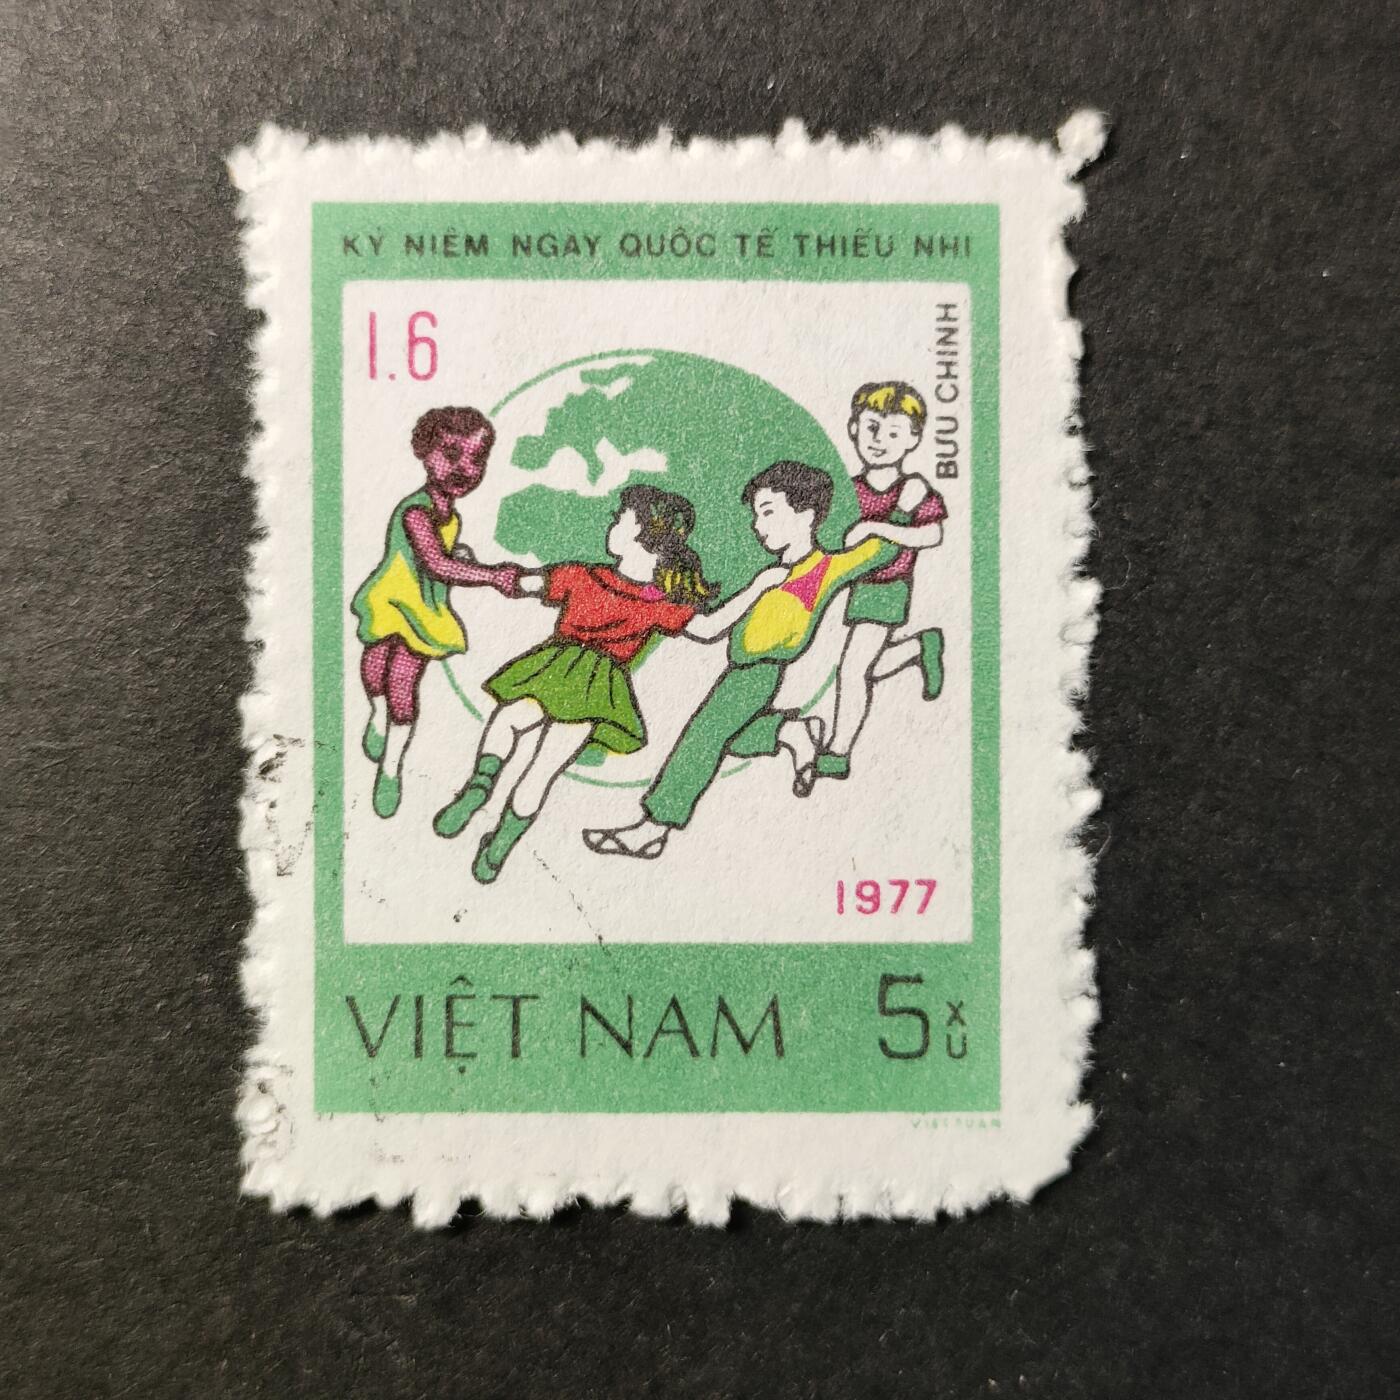 KỶ NIỆM NGÀY QUỐC TẾ THIẾU NHI
1.6
BƯU CHÍNH
1977
VIỆT NAM 5 XU